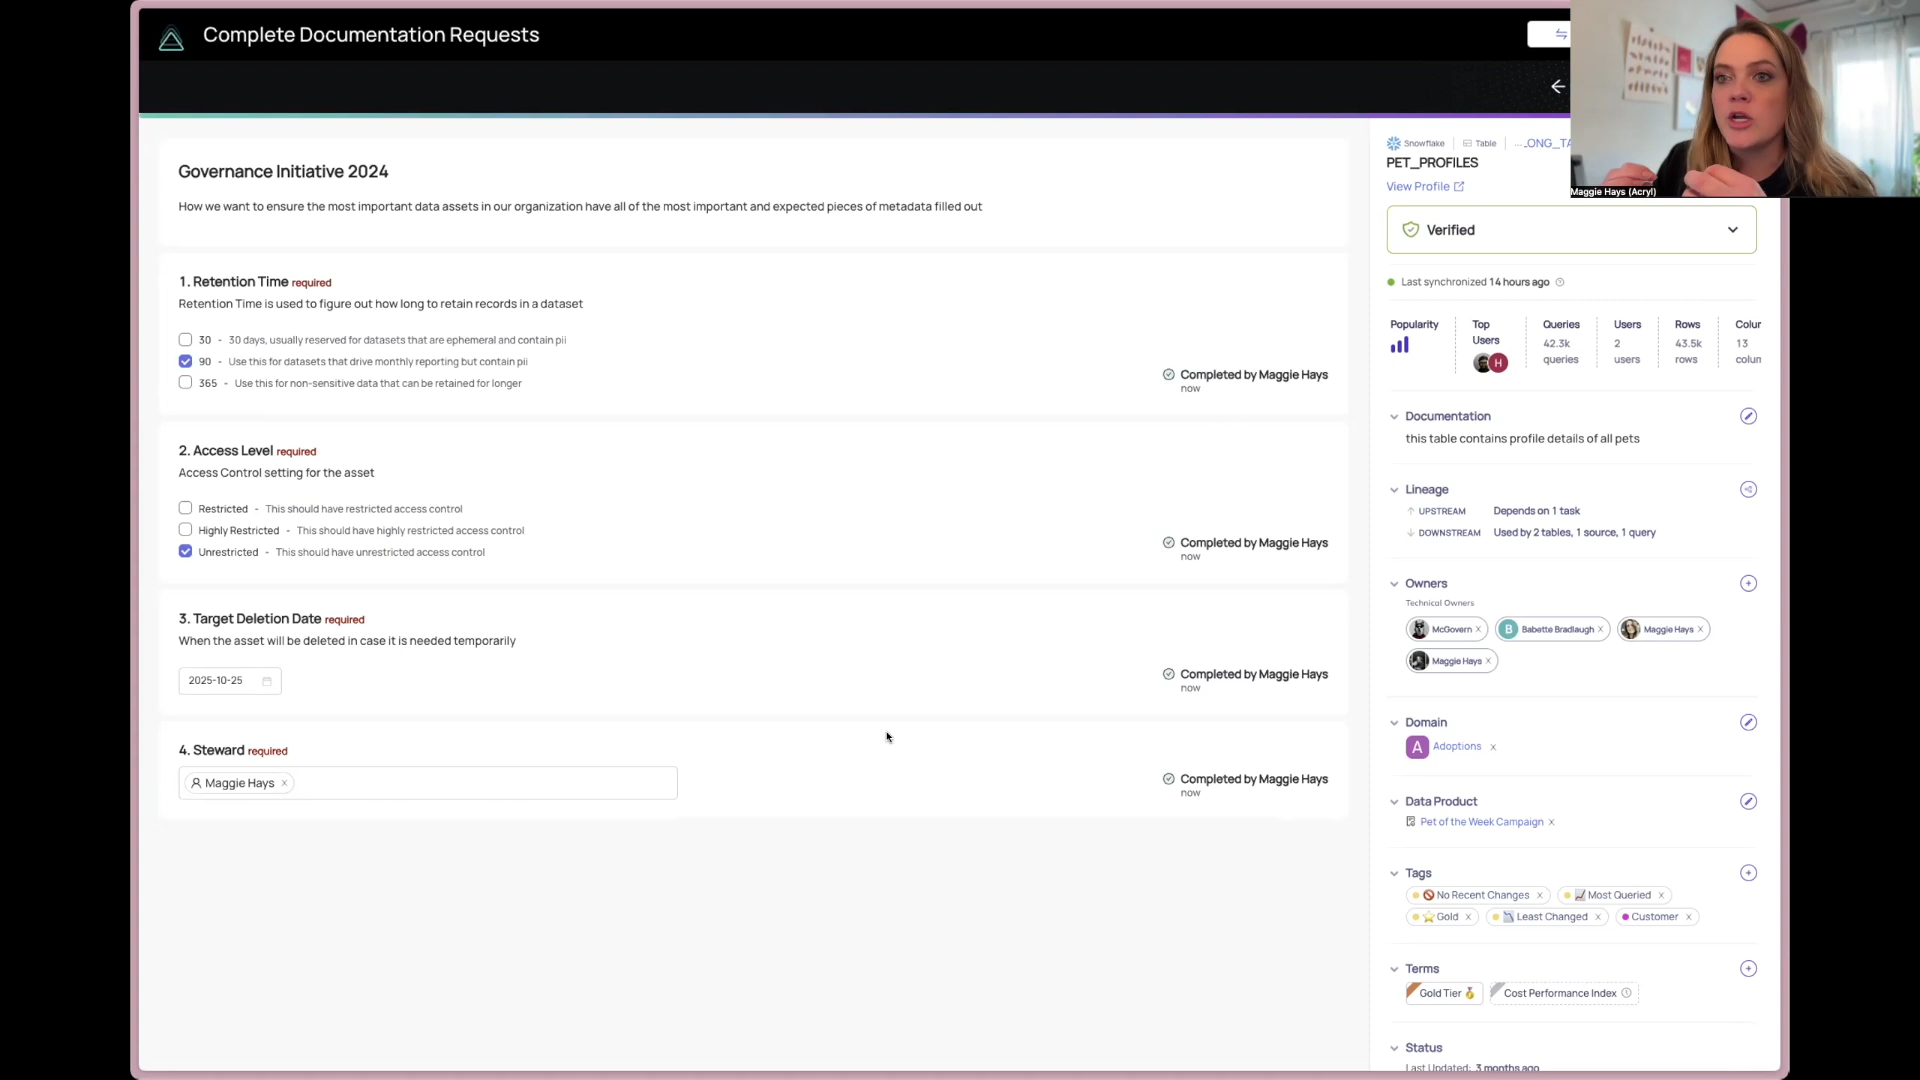 Complete Documentation Requests
Governance Initiative 2024
How we want to ensure the most important data assets in our organization have all of the most important and expected pieces of metadata filled out
1. Retention Time required
Retention Time is used to figure out how long to retain records in a dataset
30 - 30 days, usually reserved for datasets that are ephemeral and contain pii
90 - Use this for datasets that drive monthly reporting but contain pii
365 - Use this for non-sensitive data that can be retained for longer
Completed by Maggie Hays
now
2. Access Level required
Access Control setting for the asset
Restricted - This should have restricted access control
Highly Restricted - This should have highly restricted access control
Unrestricted - This should have unrestricted access control
Completed by Maggie Hays
now
3. Target Deletion Date required
When the asset will be deleted in case it is needed temporarily
2025-10-25
Completed by Maggie Hays
now
4. Steward required
Maggie Hays x
Completed by Maggie Hays
now
Maggie Hays (Acryl)
Snowflake | Table | ...ONG_TA
PET_PROFILES
View Profile
Verified
Last synchronized 14 hours ago
Popularity
Top Users
H
Queries
42.3k queries
Users
2 users
Rows
43.5k rows
Colur
13
colun
Documentation
this table contains profile details of all pets
Lineage
UPSTREAM Depends on 1 task
DOWNSTREAM Used by 2 tables, 1 source, 1 query
Owners
Technical Owners
McGovern x B Babette Bradlaugh x Maggie Hays x
Maggie Hays x
Domain
A Adoptions x
Data Product
Pet of the Week Campaign x
Tags
No Recent Changes x Most Queried x
Gold x Least Changed x Customer x
Terms
Gold Tier Cost Performance Index
Status
Last Updated: 3 months ago